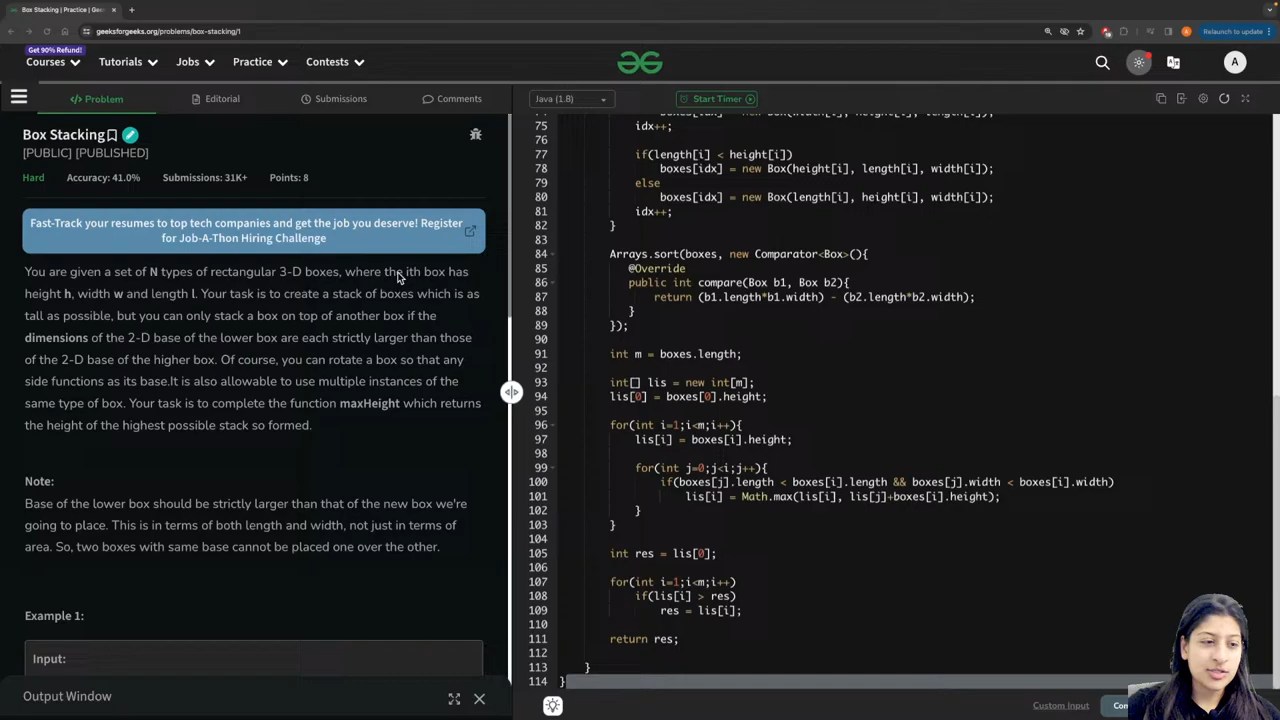 Box Stacking | Practice | Gee
geeksforgeeks.org/problems/box-stacking/1
Relaunch to update
Get 90% Refund!
Courses
Tutorials
Jobs
Practice
Contests
A
Problem
Editorial
Submissions
Comments
Java (1.8)
Start Timer
Box Stacking
[PUBLIC] [PUBLISHED]
Hard
Accuracy: 41.0%
Submissions: 31K+
Points: 8
Fast-Track your resumes to top tech companies and get the job you deserve! Register
for Job-A-Thon Hiring Challenge
You are given a set of N types of rectangular 3-D boxes, where the ith box has
height h, width w and length l. Your task is to create a stack of boxes which is as
tall as possible, but you can only stack a box on top of another box if the
dimensions of the 2-D base of the lower box are each strictly larger than those
of the 2-D base of the higher box. Of course, you can rotate a box so that any
side functions as its base.It is also allowable to use multiple instances of the
same type of box. Your task is to complete the function maxHeight which returns
the height of the highest possible stack so formed.
Note:
Base of the lower box should be strictly larger than that of the new box we're
going to place. This is in terms of both length and width, not just in terms of
area. So, two boxes with same base cannot be placed one over the other.
Example 1:
Input:
Output Window
75 idx++;
76
77 if(length[i] < height[i])
78 boxes[idx] = new Box(height[i], length[i], width[i]);
79 else
80 boxes[idx] = new Box(length[i], height[i], width[i]);
81 idx++;
82 }
83
84 Arrays.sort(boxes, new Comparator<Box>(){
85 @Override
86 public int compare(Box b1, Box b2){
87 return (b1.length*b1.width) - (b2.length*b2.width);
88 }
89 });
90
91 int m = boxes.length;
92
93 int[] lis = new int[m];
94 lis[0] = boxes[0].height;
95
96 for(int i=1;i<m;i++){
97 lis[i] = boxes[i].height;
98
99 for(int j=0;j<i;j++){
100 if(boxes[j].length < boxes[i].length && boxes[j].width < boxes[i].width)
101 lis[i] = Math.max(lis[i], lis[j]+boxes[i].height);
102 }
103 }
104
105 int res = lis[0];
106
107 for(int i=1;i<m;i++)
108 if(lis[i] > res)
109 res = lis[i];
110
111 return res;
112
113 }
114 }
Custom Input